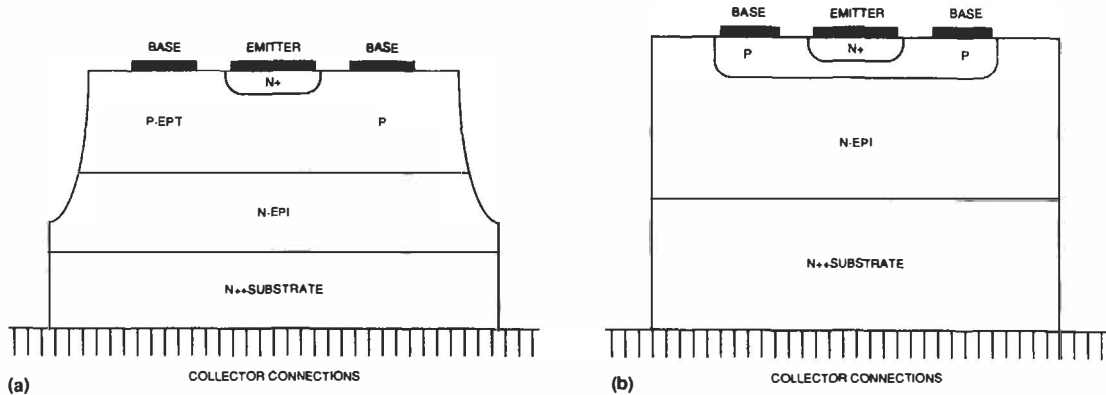 BASE EMITTER BASE
N+
P-EPT P
N-EPI
N++SUBSTRATE
COLLECTOR CONNECTIONS
(a)
BASE EMITTER BASE
P N+ P
N-EPI
N++SUBSTRATE
COLLECTOR CONNECTIONS
(b)